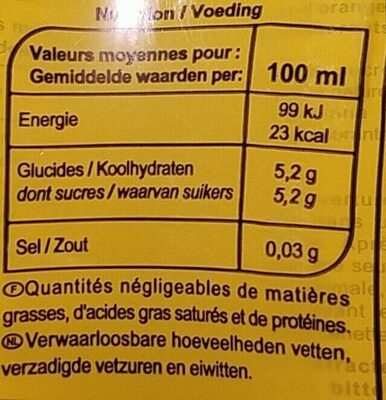 / Voeding
Valeurs moyennes pour :
Gemiddelde waarden per: 100 ml
Energie 99 kJ
23 kcal
Glucides / Koolhydraten 5,2 g
dont sucres / waarvan suikers 5,2 g
Sel / Zout 0,03 g
Ⓕ Quantités négligeables de matières
grasses, d'acides gras saturés et de protéines.
ⓃⓁ Verwaarloosbare hoeveelheden vetten,
verzadigde vetzuren en eiwitten.